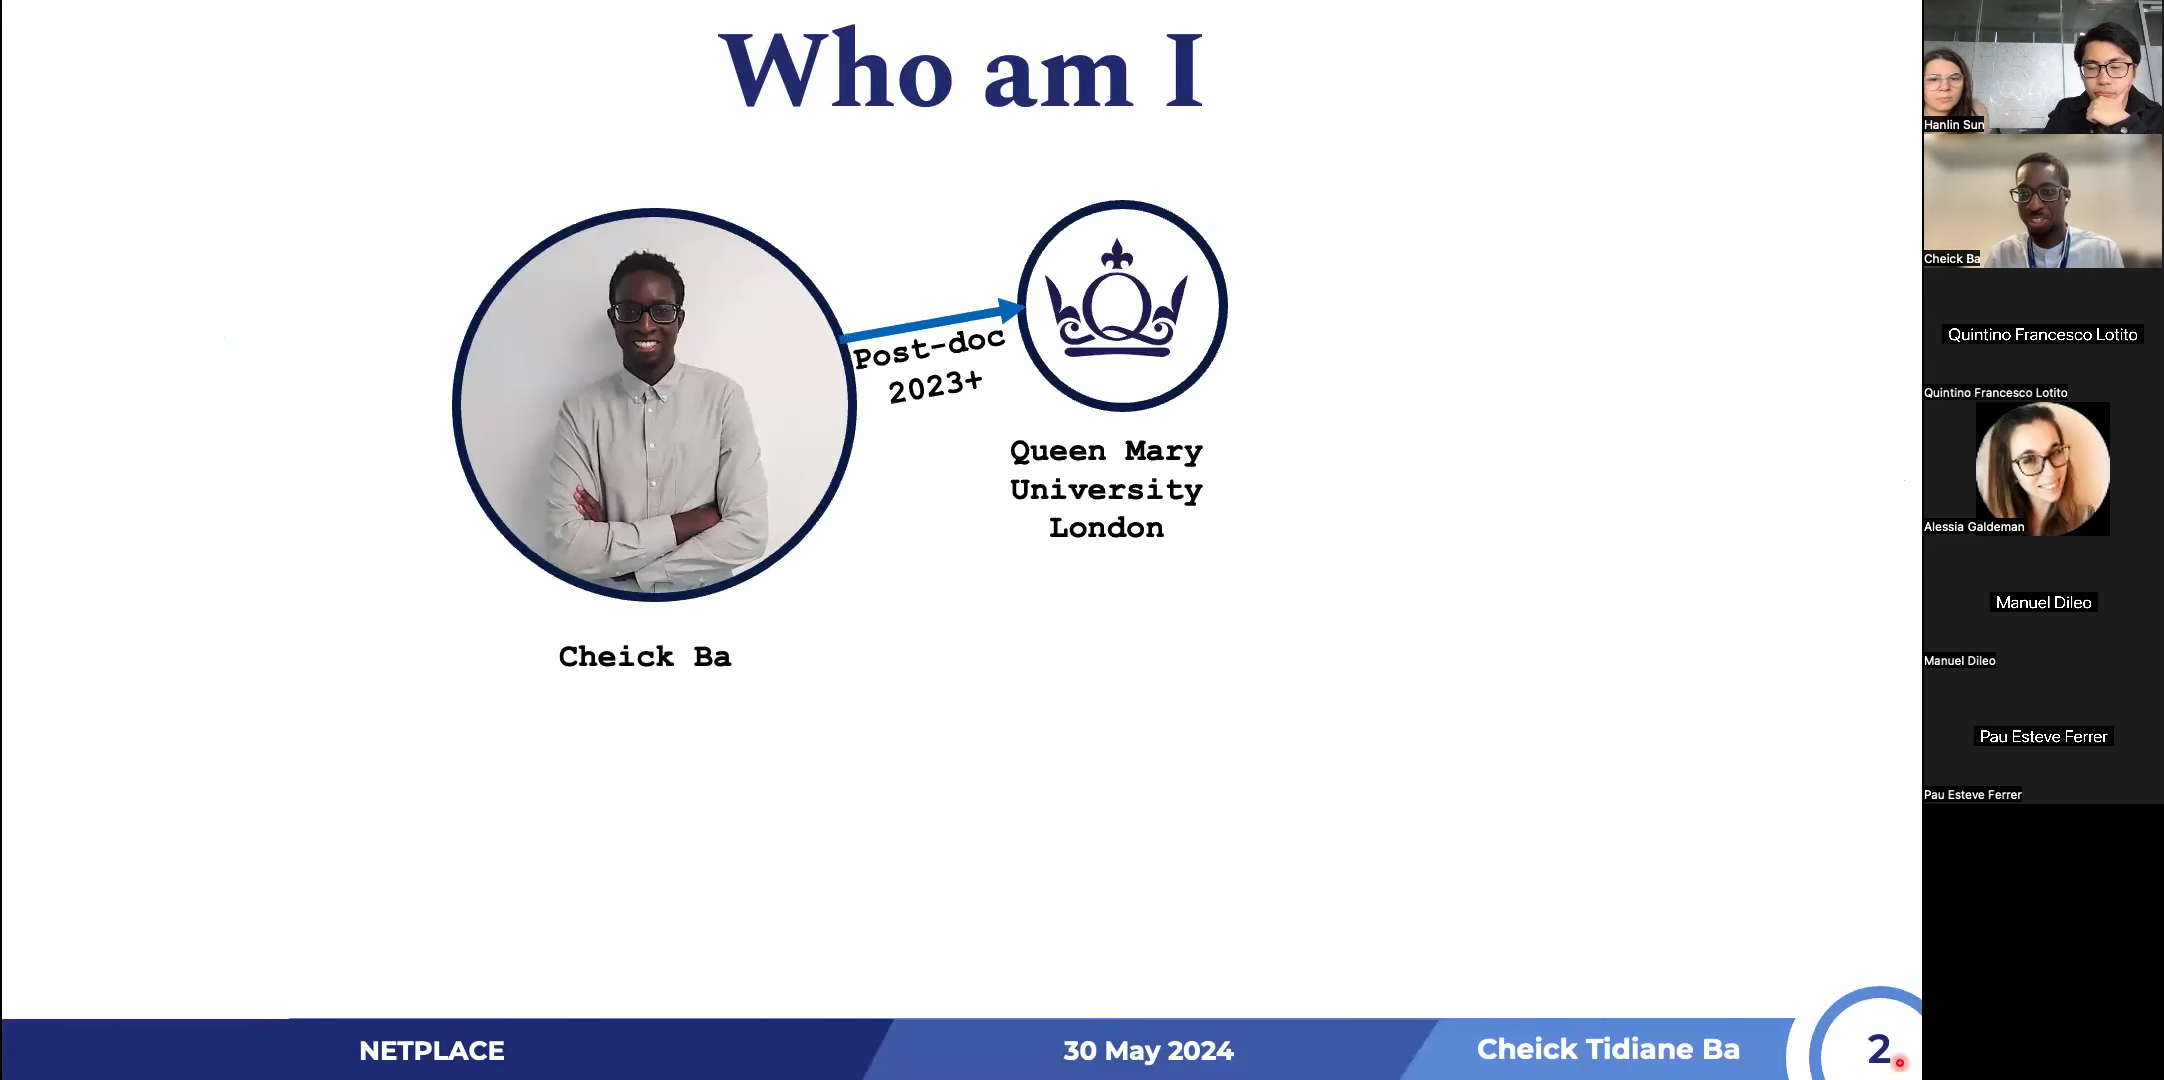 Who am I
Post-doc
2023+
Queen Mary
University
London
Cheick Ba
NETPLACE
30 May 2024
Cheick Tidiane Ba
2
Hanlin Sun
Cheick Ba
Quintino Francesco Lotito
Quintino Francesco Lotito
Alessia Galdeman
Manuel Dileo
Manuel Dileo
Pau Esteve Ferrer
Pau Esteve Ferrer